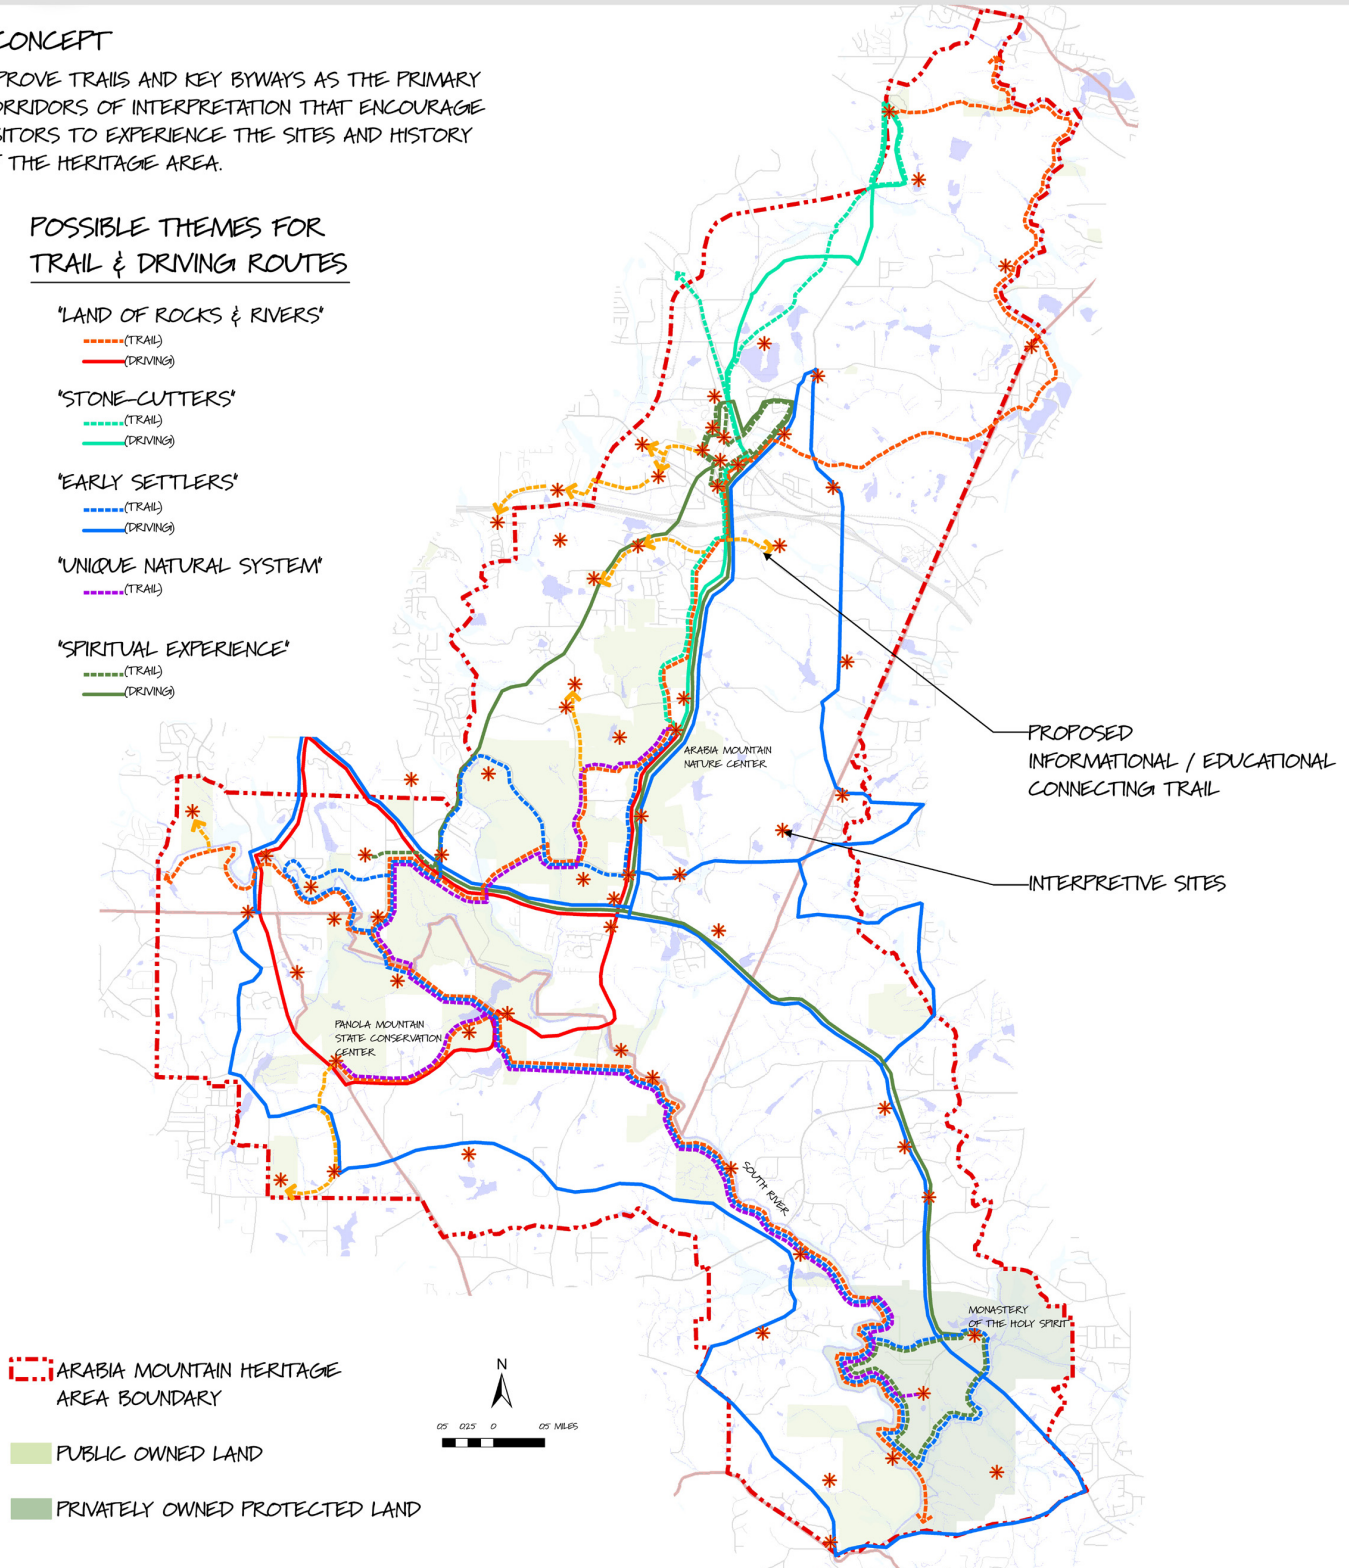 CONCEPT
PROVE TRAILS AND KEY BYWAYS AS THE PRIMARY
ORRIDORS OF INTERPRETATION THAT ENCOURAGE
SITORS TO EXPERIENCE THE SITES AND HISTORY
THE HERITAGE AREA.
POSSIBLE THEMES FOR
TRAIL & DRIVING ROUTES
"LAND OF ROCKS & RIVERS"
(TRAIL)
(DRIVING)
"STONE-CUTTERS"
(TRAIL)
(DRIVING)
"EARLY SETTLERS"
(TRAIL)
(DRIVING)
"UNIQUE NATURAL SYSTEM"
(TRAIL)
"SPIRITUAL EXPERIENCE"
(TRAIL)
(DRIVING)
PROPOSED
INFORMATIONAL / EDUCATIONAL
CONNECTING TRAIL
ARABIA MOUNTAIN
NATURE CENTER
INTERPRETIVE SITES
PANOLA MOUNTAIN
STATE CONSERVATION
CENTER
SOUTH RIVER
MONASTERY
OF THE HOLY SPIRIT
ARABIA MOUNTAIN HERITAGE
AREA BOUNDARY
PUBLIC OWNED LAND
PRIVATELY OWNED PROTECTED LAND
N
05 025 0 05 MILES